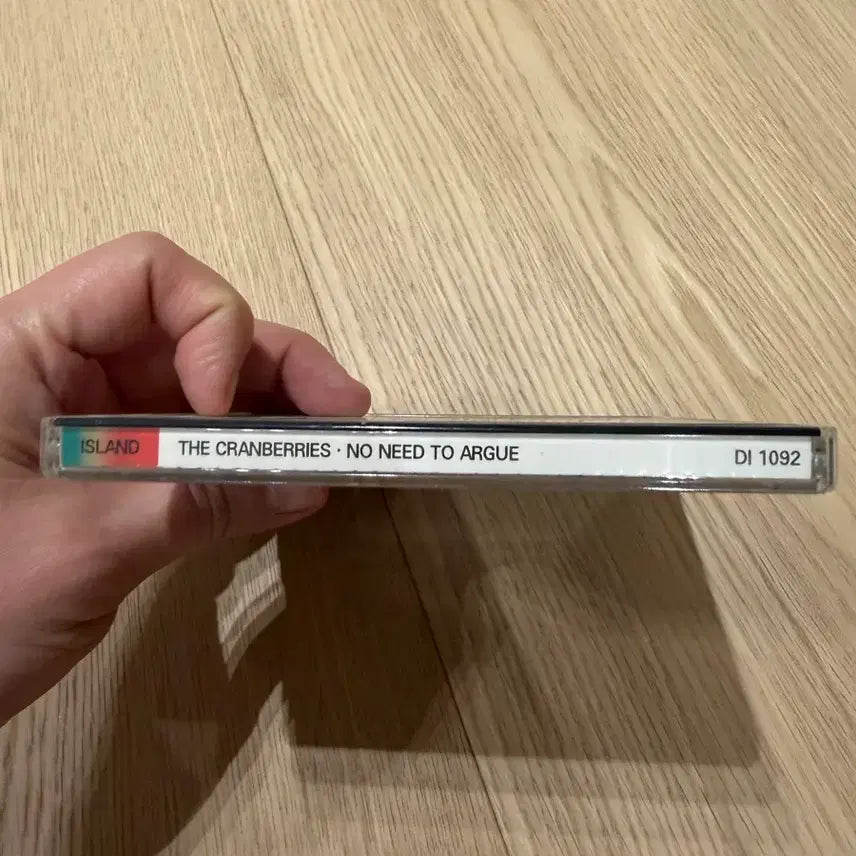 ISLAND THE CRANBERRIES · NO NEED TO ARGUE DI 1092